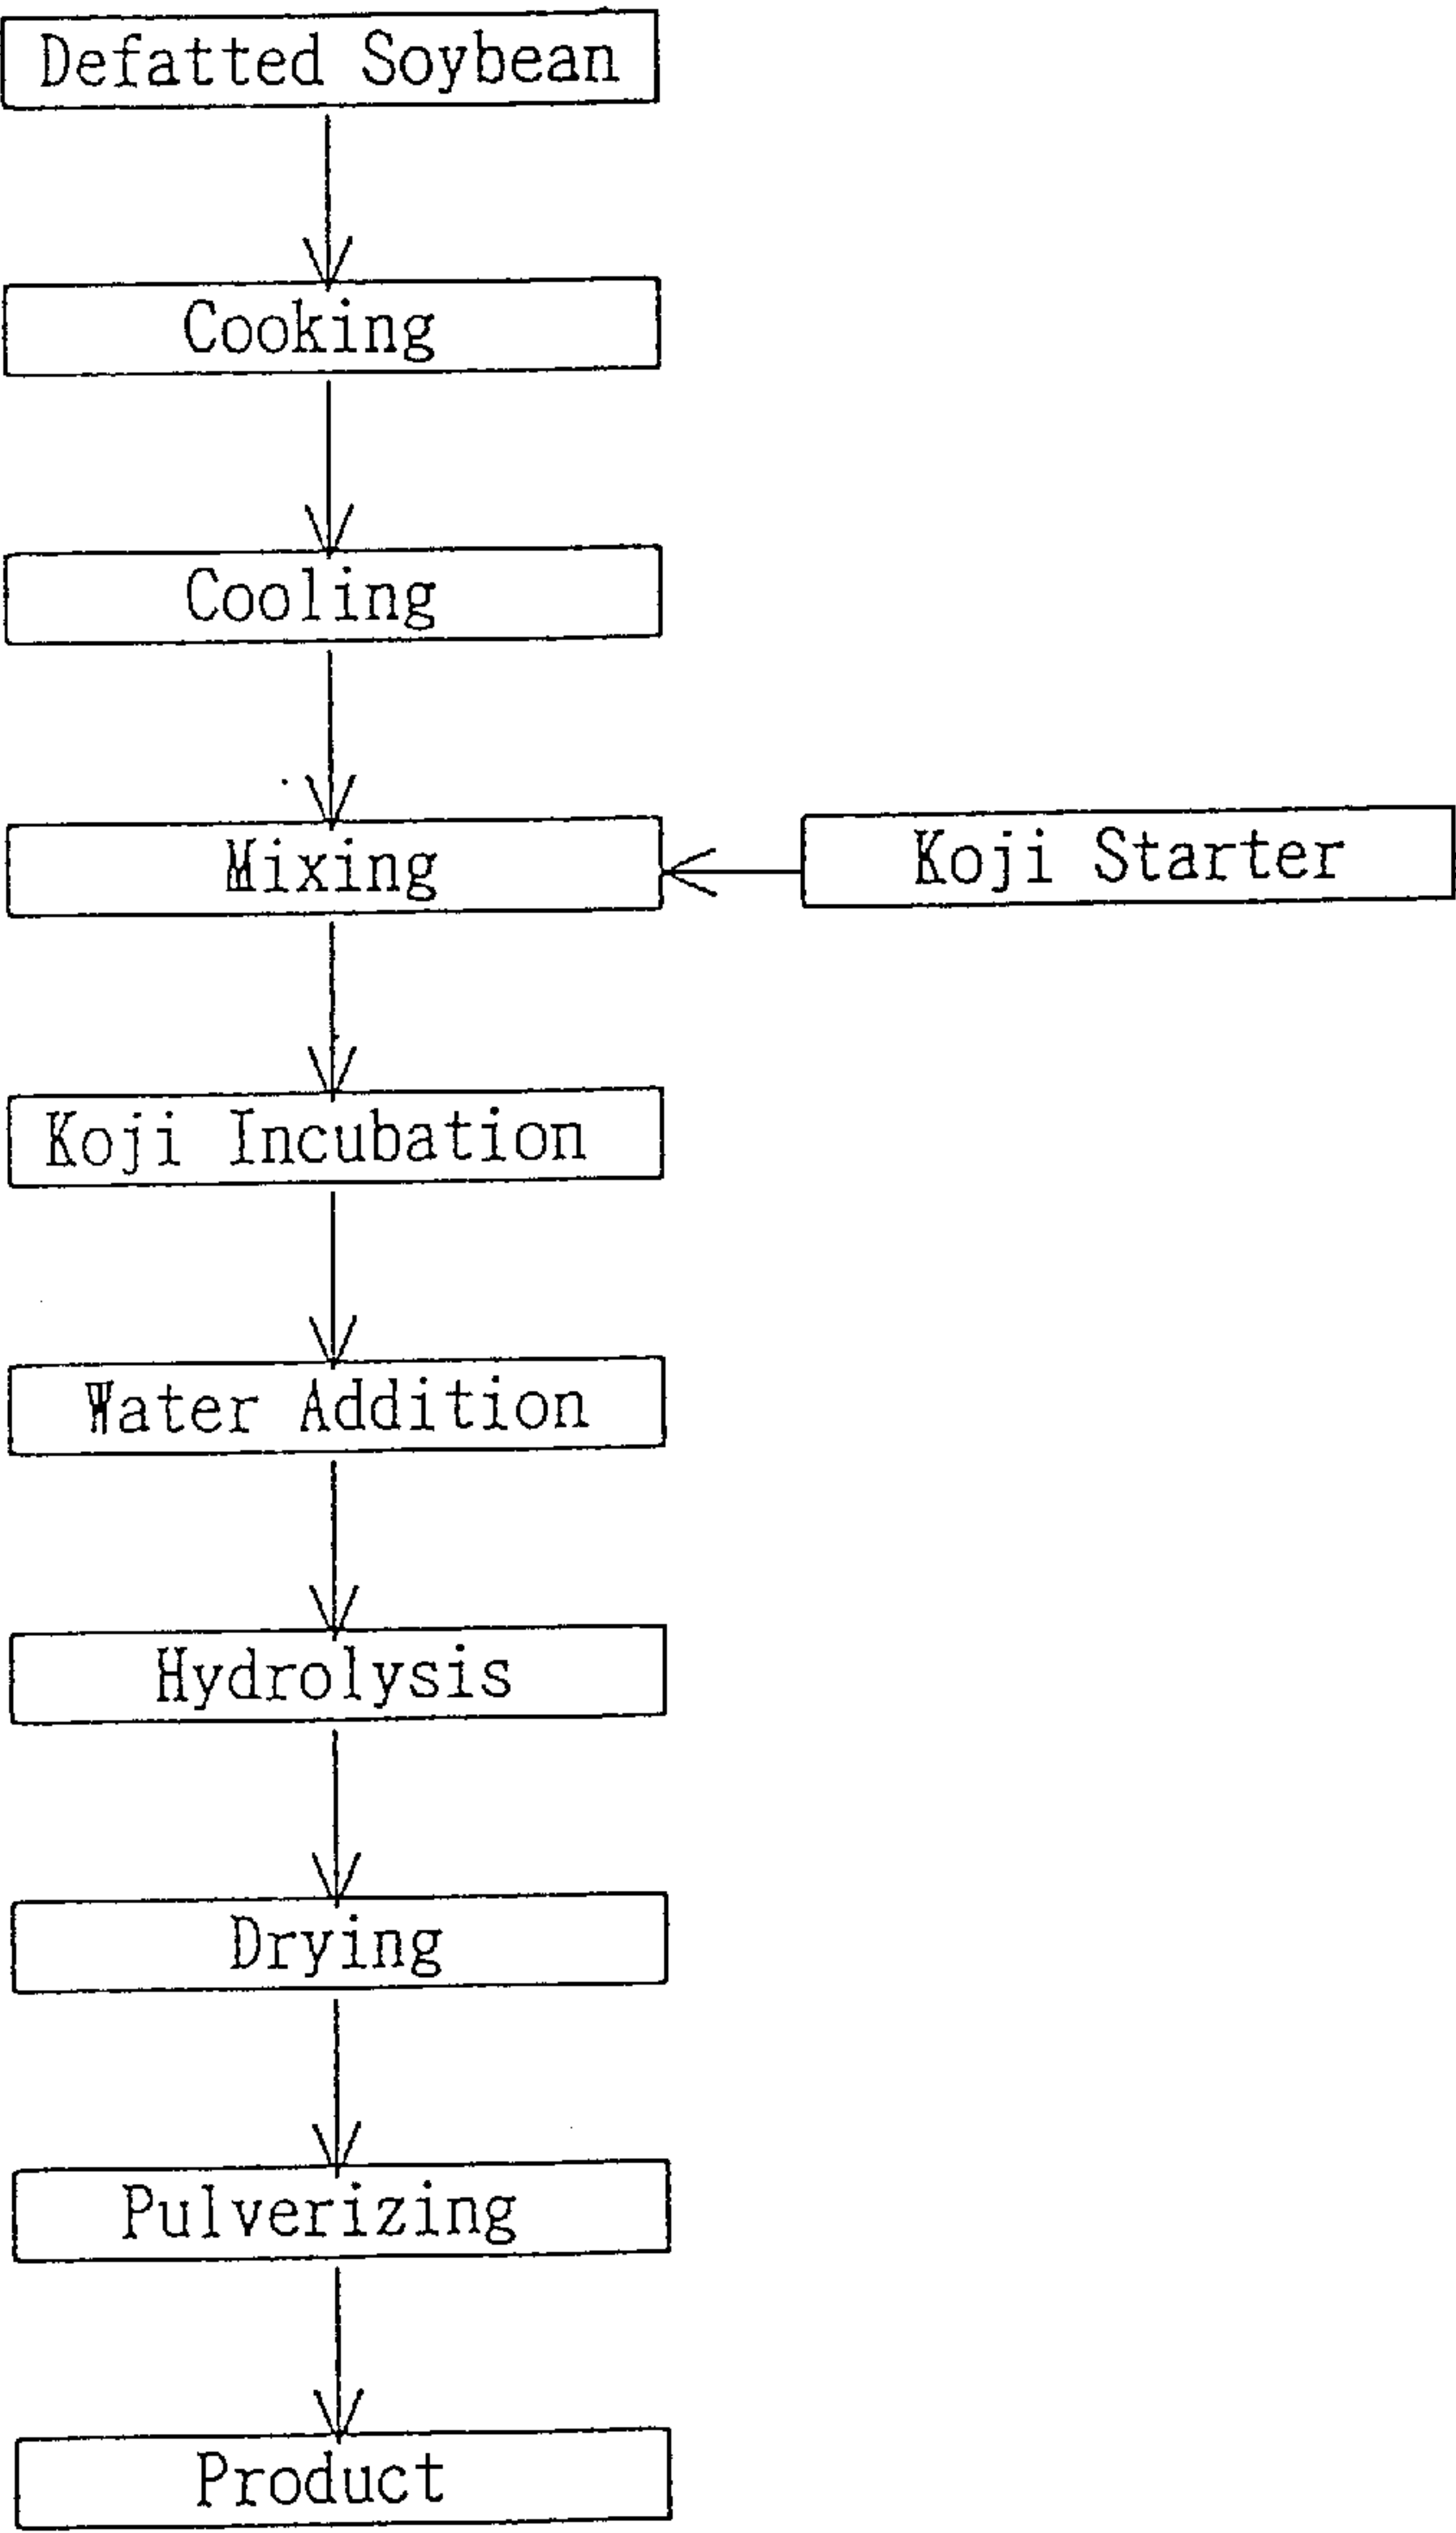 Defatted Soybean
Cooking
Cooling
Mixing
Koji Starter
Koji Incubation
Water Addition
Hydrolysis
Drying
Pulverizing
Product